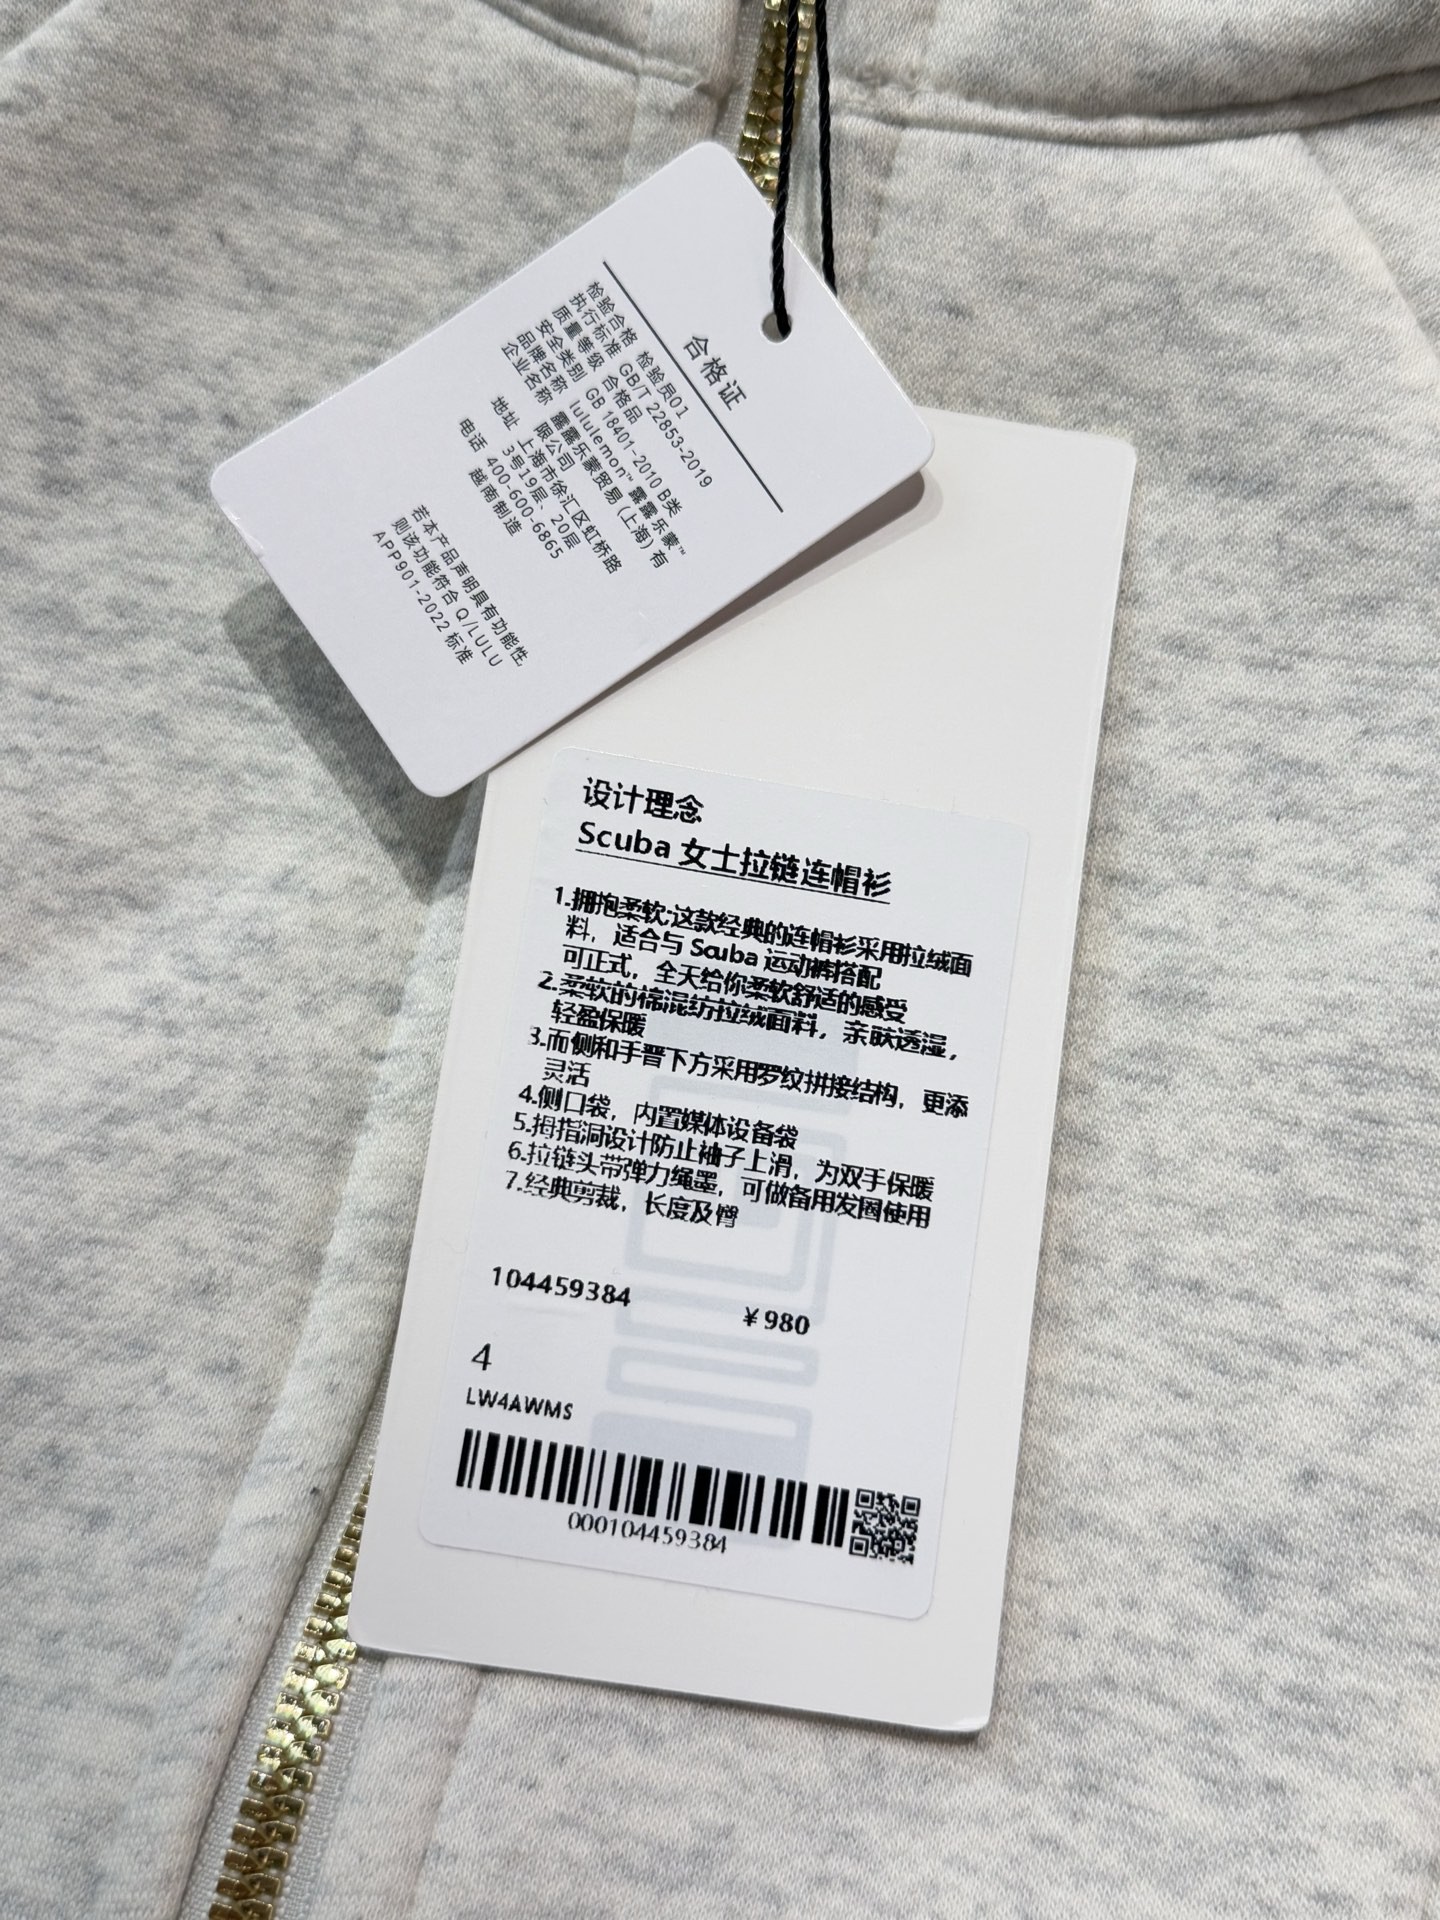 合格证
检验合格 检验员01
执行标准 GB/T 22853-2019
质量等级 合格品
安全类别 GB 18401-2010 B类
品牌名称 lululemon™ 露露乐蒙™
企业名称 露露乐蒙贸易(上海)有
限公司
地址 上海市徐汇区虹桥路
3号19层、20层
电话 400-600-6865
越南制造
若本产品声明具有功能性,
则该功能符合 Q/LULU
APP901-2022 标准
设计理念
Scuba 女士拉链连帽衫
1.拥抱柔软;这款经典的连帽衫采用拉绒面
料，适合与 Scuba 运动裤搭配
可正式，全天给你柔软舒适的感受
2.柔软的棉混纺拉绒面料，亲肤透湿，
轻盈保暖
3.而侧和手晋下方采用罗纹拼接结构，更添
灵活
4.侧口袋，内置媒体设备袋
5.拇指洞设计防止袖子上滑，为双手保暖
6.拉链头带弹力绳墨，可做备用发圈使用
7.经典剪裁，长度及臀
104459384
¥980
4
LW4AWMS
000104459384